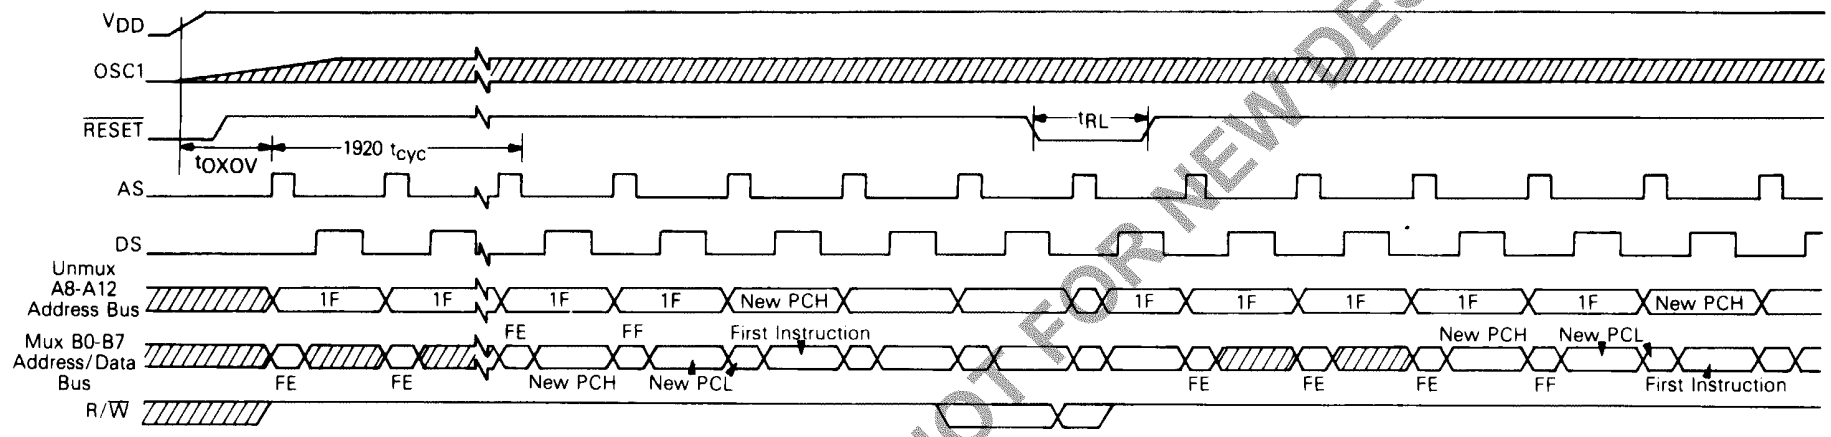 VDD
OSC1
RESET
tOXOV
1920 tcyc
tRL
AS
DS
Unmux
A8-A12
Address Bus
1F 1F 1F 1F New PCH 1F 1F 1F 1F 1F New PCH
Mux B0-B7
Address/Data
Bus
FE FF First Instruction New PCH New PCL
FE FE New PCH New PCL FE FE FE FF First Instruction
R/W
OT FOR NEW DES